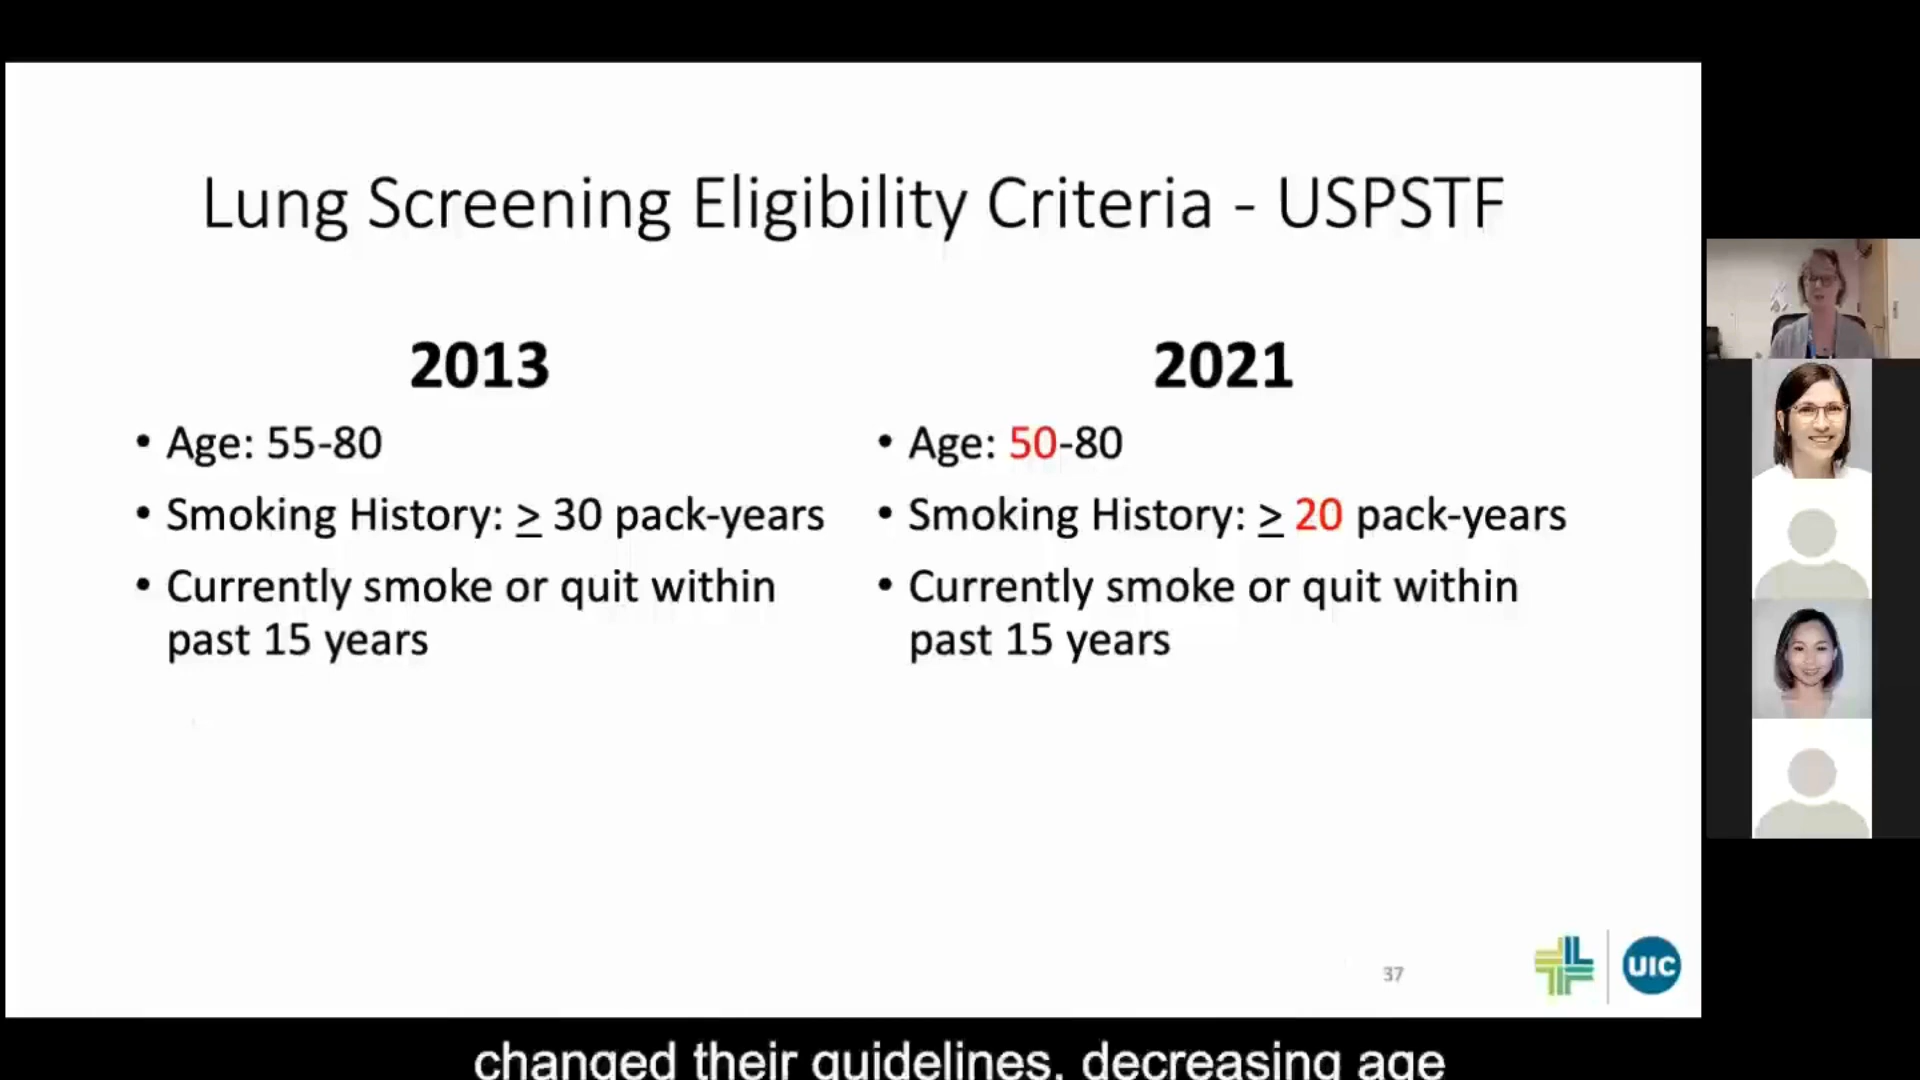 Lung Screening Eligibility Criteria - USPSTF
2013
• Age: 55-80
• Smoking History: ≥ 30 pack-years
• Currently smoke or quit within
past 15 years
2021
• Age: 50-80
• Smoking History: ≥ 20 pack-years
• Currently smoke or quit within
past 15 years
37
UIC
changed their guidelines, decreasing age